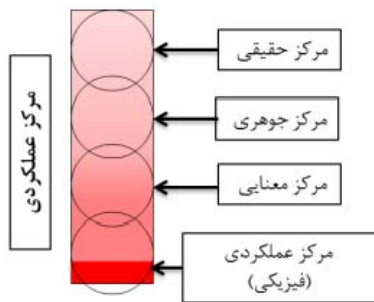 مرکز حقیقی
مرکز جوهری
مرکز معنایی
مرکز عملکردی
(فیزیکی)
مرکز عملکردی